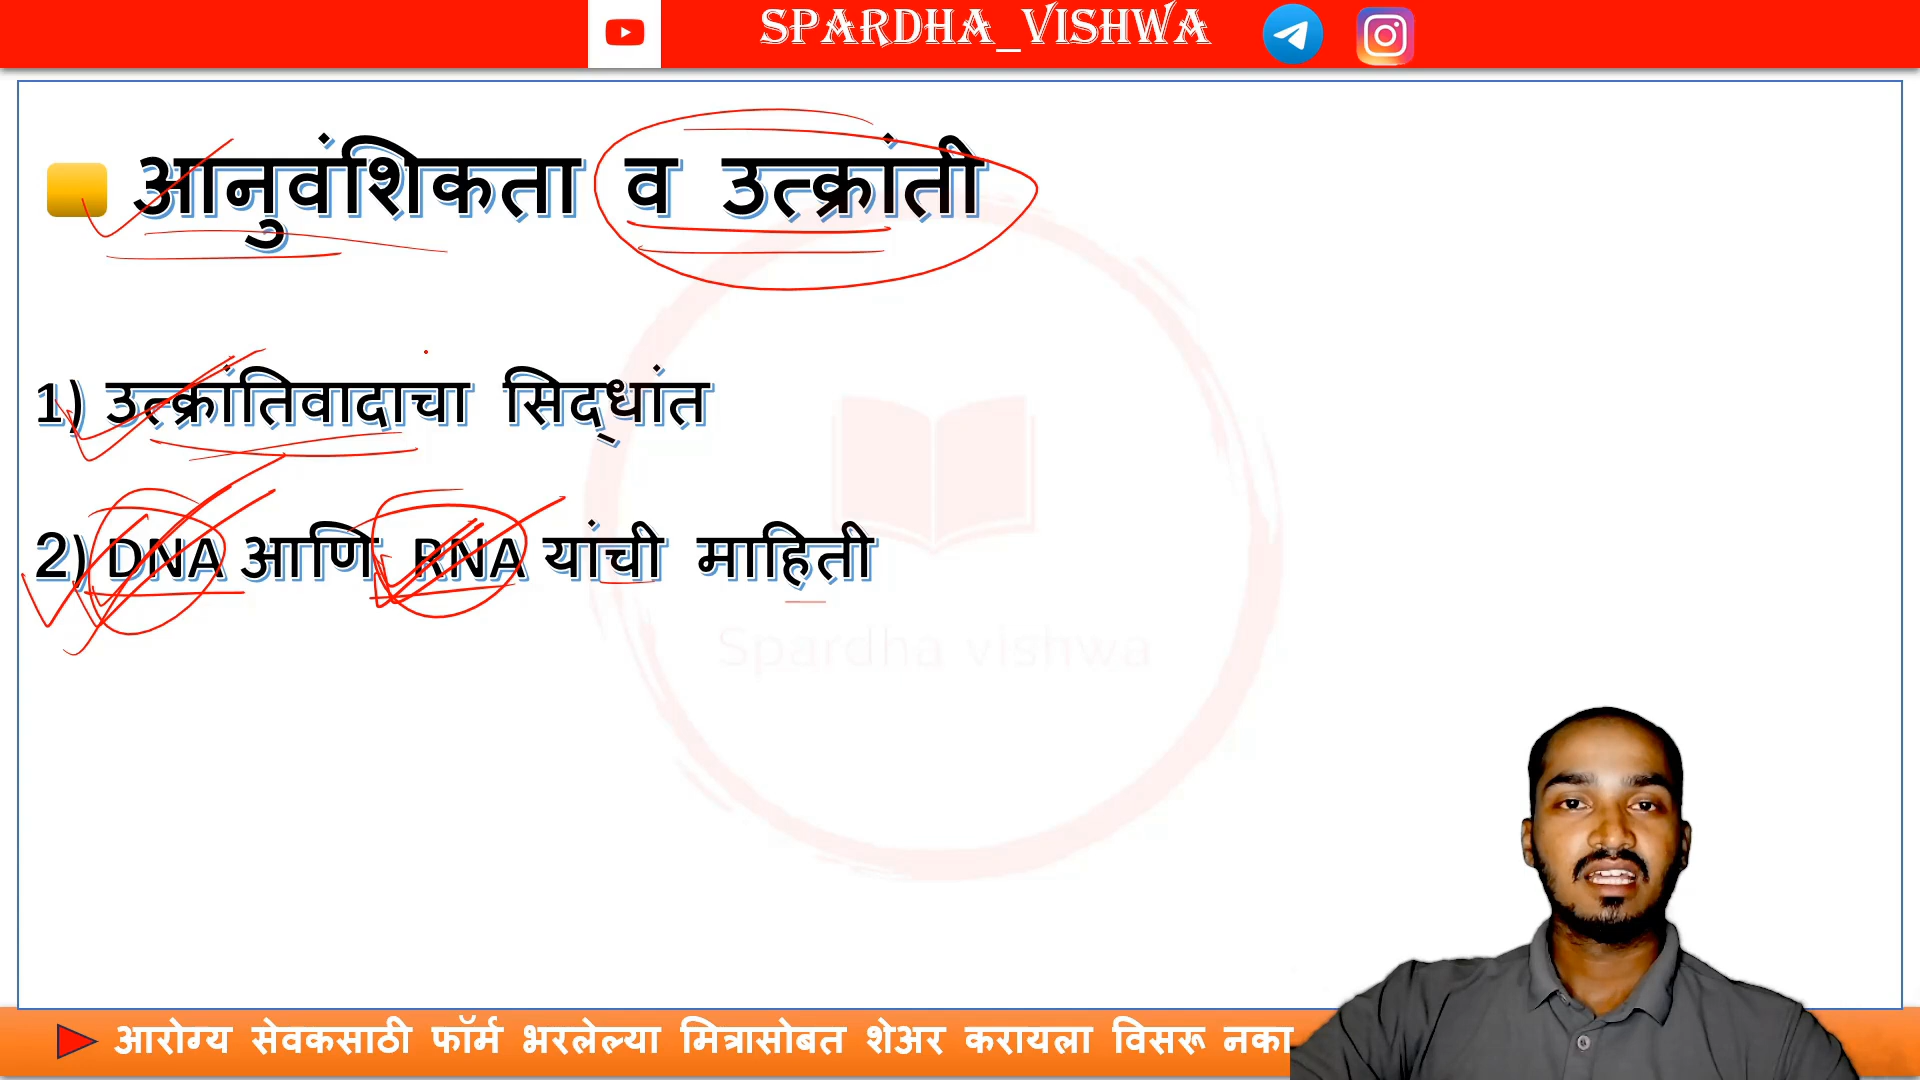 SPARDHA_VISHWA
आनुवंशिकता व उत्क्रांती
1) उत्क्रांतिवादाचा सिद्धांत
2) DNA आणि RNA यांची माहिती
Spardha vishwa
आरोग्य सेवकसाठी फॉर्म भरलेल्या मित्रासोबत शेअर करायला विसरू नका